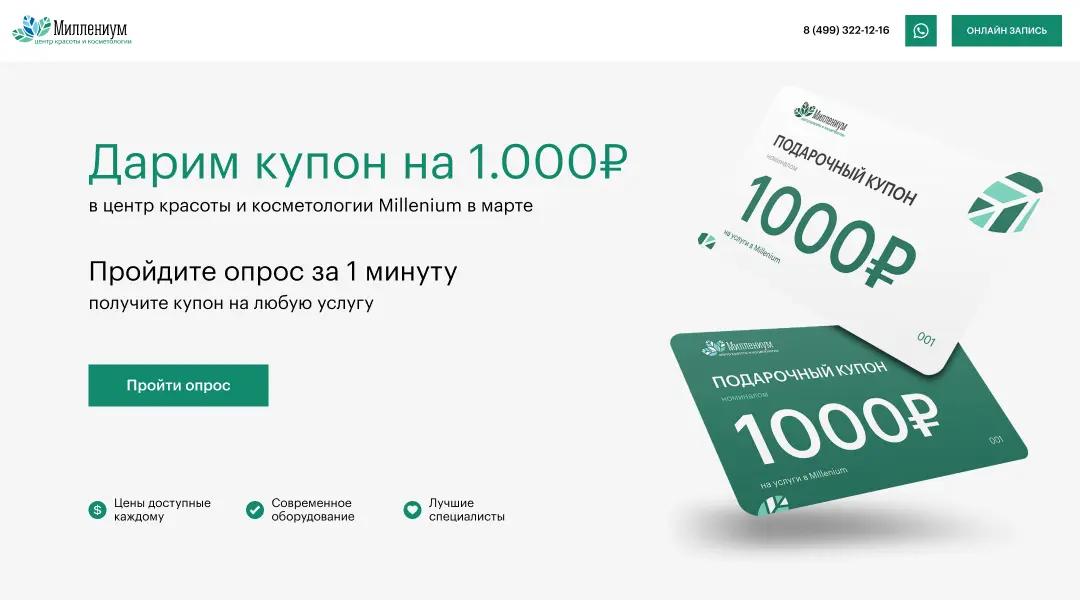 Миллениум
центр красоты и косметологии
8 (499) 322-12-16
ОНЛАЙН ЗАПИСЬ
Дарим купон на 1.000₽
в центр красоты и косметологии Millenium в марте
Пройдите опрос за 1 минуту
получите купон на любую услугу
Пройти опрос
$
Цены доступные
каждому
Современное
оборудование
Лучшие
специалисты
Миллениум
центр красоты и косметологии
ПОДАРОЧНЫЙ КУПОН
номиналом
1000₽
на услуги в Millenium
001
Миллениум
центр красоты и косметологии
ПОДАРОЧНЫЙ КУПОН
номиналом
1000₽
на услуги в Millenium
001